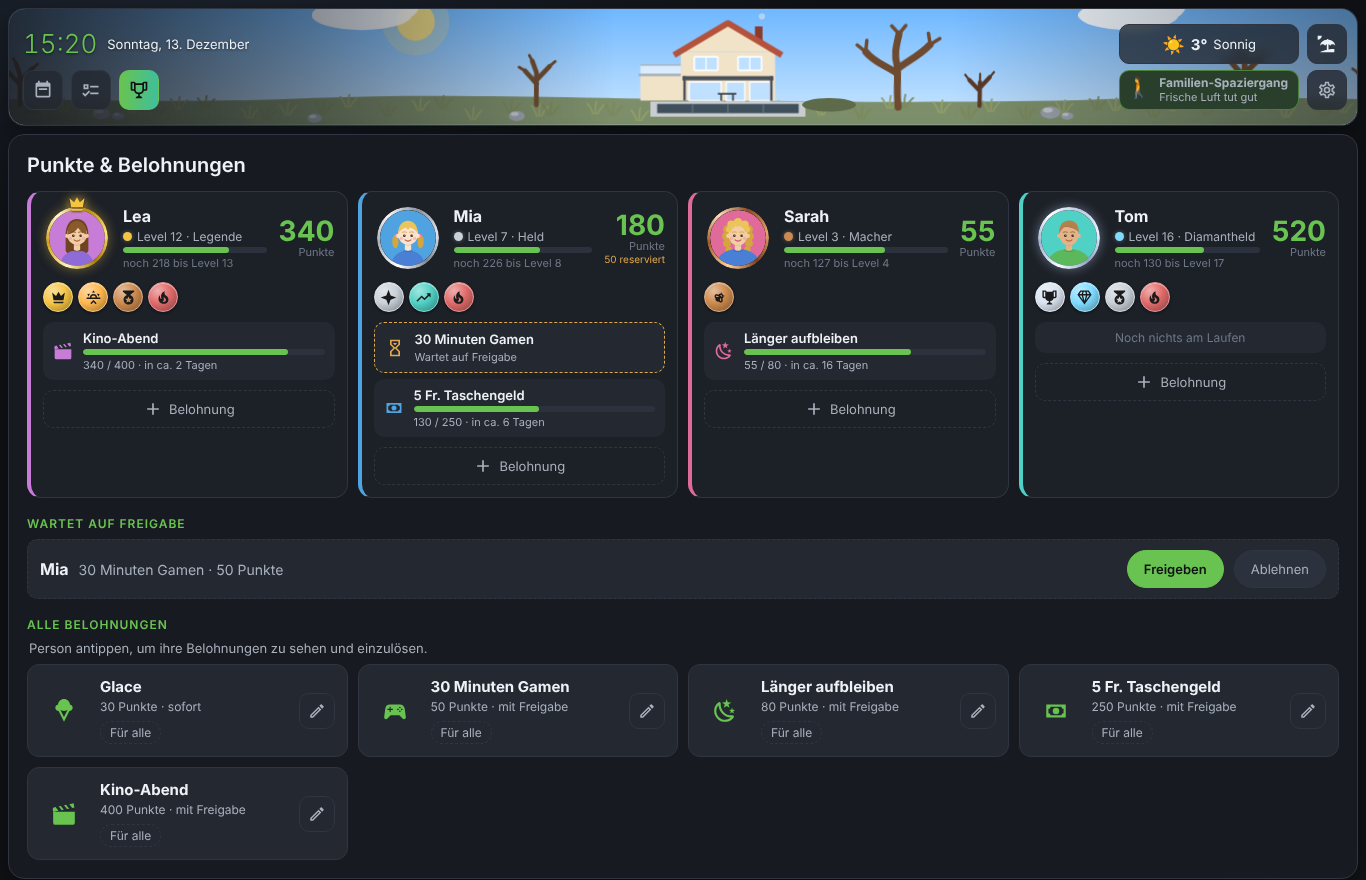 15:20 Sonntag, 13. Dezember
3° Sonnig
Familien-Spaziergang
Frische Luft tut gut
Punkte & Belohnungen
Lea
Level 12 · Legende
noch 218 bis Level 13
340
Punkte
Kino-Abend
340 / 400 · in ca. 2 Tagen
Belohnung
Mia
Level 7 · Held
noch 226 bis Level 8
180
Punkte
50 reserviert
30 Minuten Gamen
Wartet auf Freigabe
5 Fr. Taschengeld
130 / 250 · in ca. 6 Tagen
Belohnung
Sarah
Level 3 · Macher
noch 127 bis Level 4
55
Punkte
Länger aufbleiben
55 / 80 · in ca. 16 Tagen
Belohnung
Tom
Level 16 · Diamantheld
noch 130 bis Level 17
520
Punkte
Noch nichts am Laufen
Belohnung
WARTET AUF FREIGABE
Mia 30 Minuten Gamen · 50 Punkte
Freigeben
Ablehnen
ALLE BELOHNUNGEN
Person antippen, um ihre Belohnungen zu sehen und einzulösen.
Glace
30 Punkte · sofort
Für alle
30 Minuten Gamen
50 Punkte · mit Freigabe
Für alle
Länger aufbleiben
80 Punkte · mit Freigabe
Für alle
5 Fr. Taschengeld
250 Punkte · mit Freigabe
Für alle
Kino-Abend
400 Punkte · mit Freigabe
Für alle